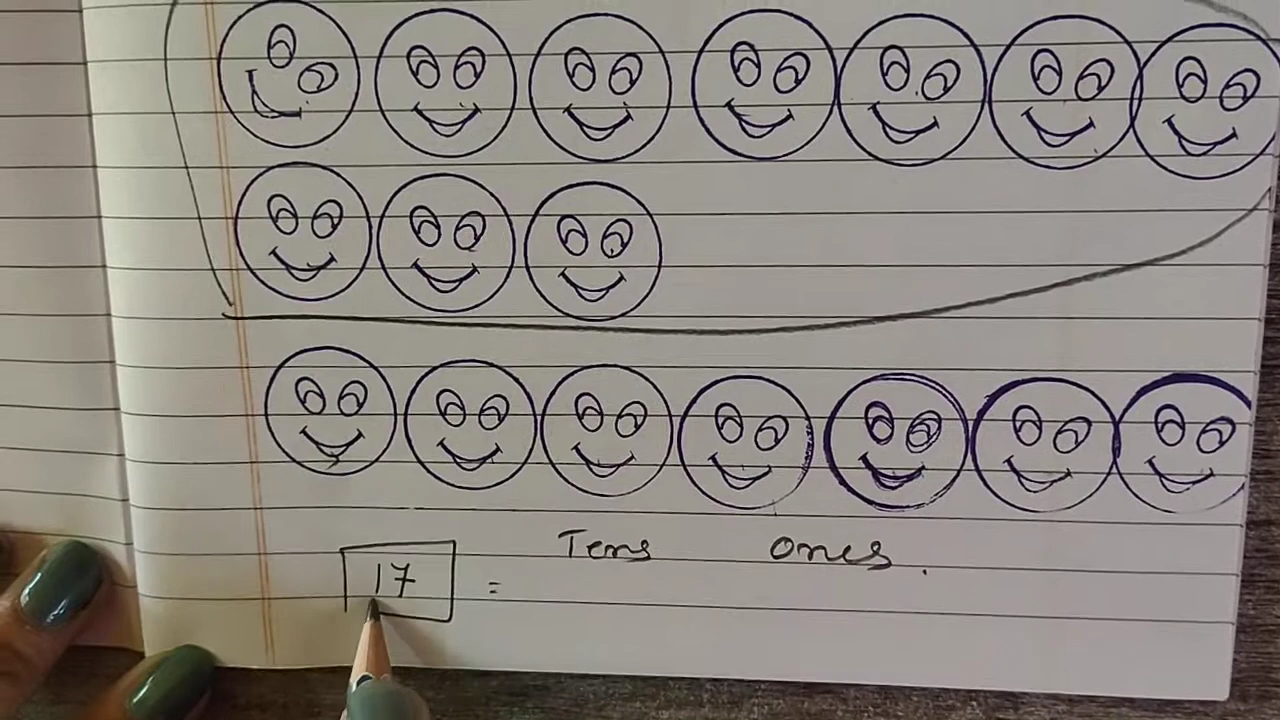 Tens ones.
17 =